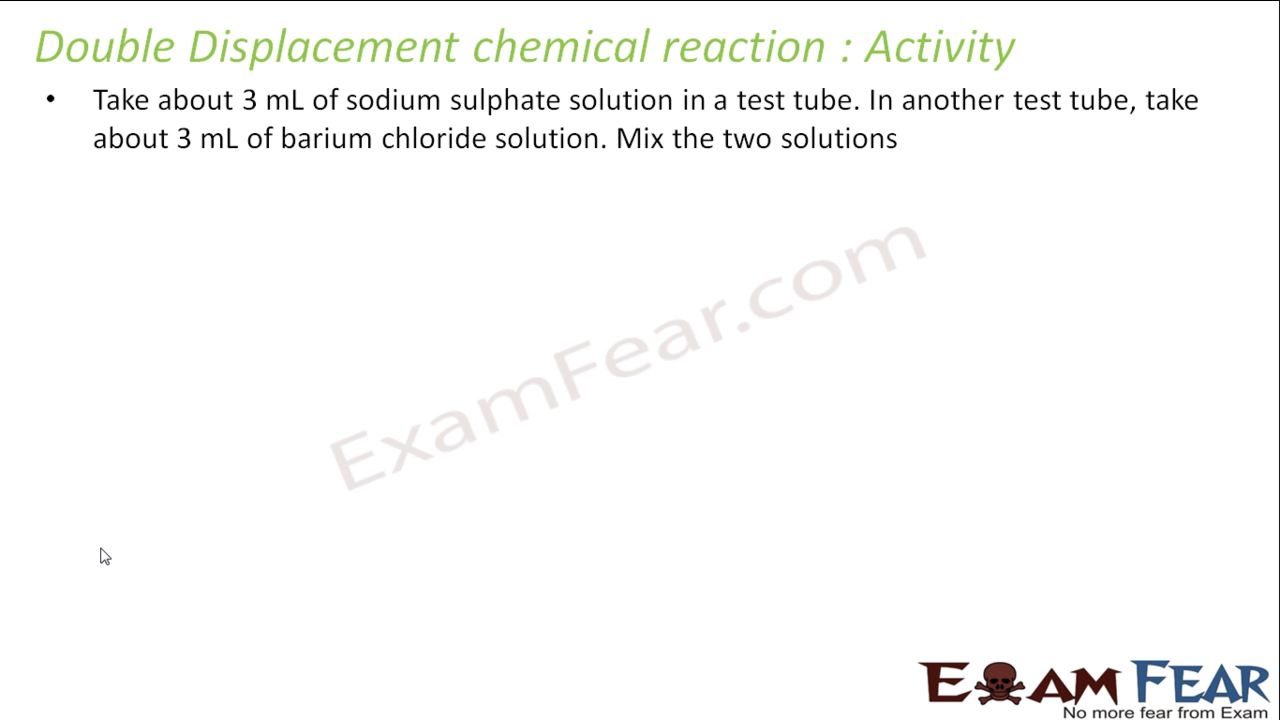 Double Displacement chemical reaction : Activity
• Take about 3 mL of sodium sulphate solution in a test tube. In another test tube, take
about 3 mL of barium chloride solution. Mix the two solutions
ExamFear.com
EXAM FEAR
No more fear from Exam